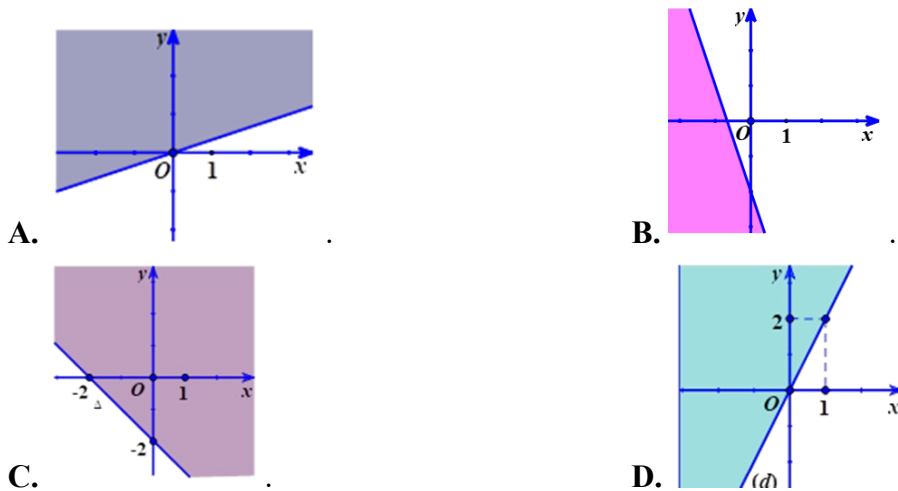 y
O 1 x
A. .
y
O 1 x
B. .
y
-2 Δ O 1 x
-2
C. .
y
2
O 1 x
(d)
D.